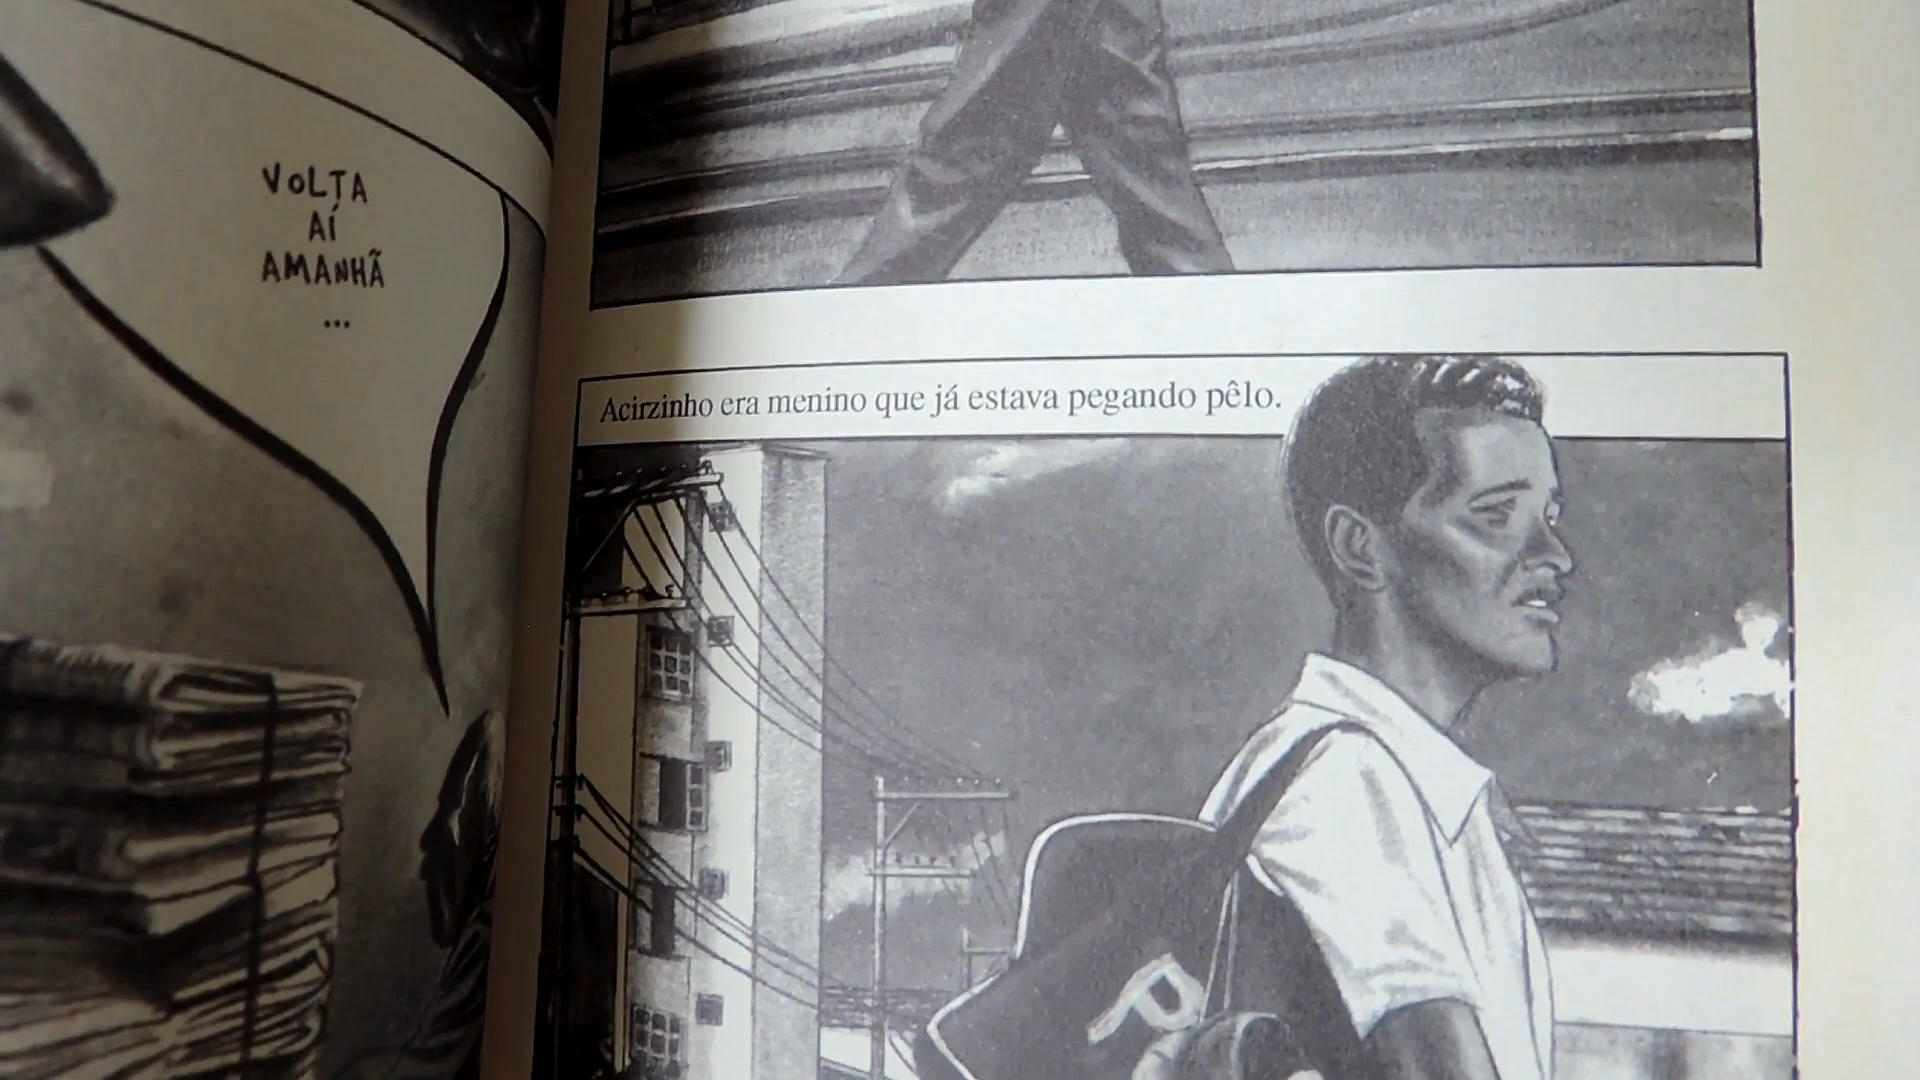 VOLTA
AÍ
AMANHÃ
...
Acirzinho era menino que já estava pegando pêlo.
P